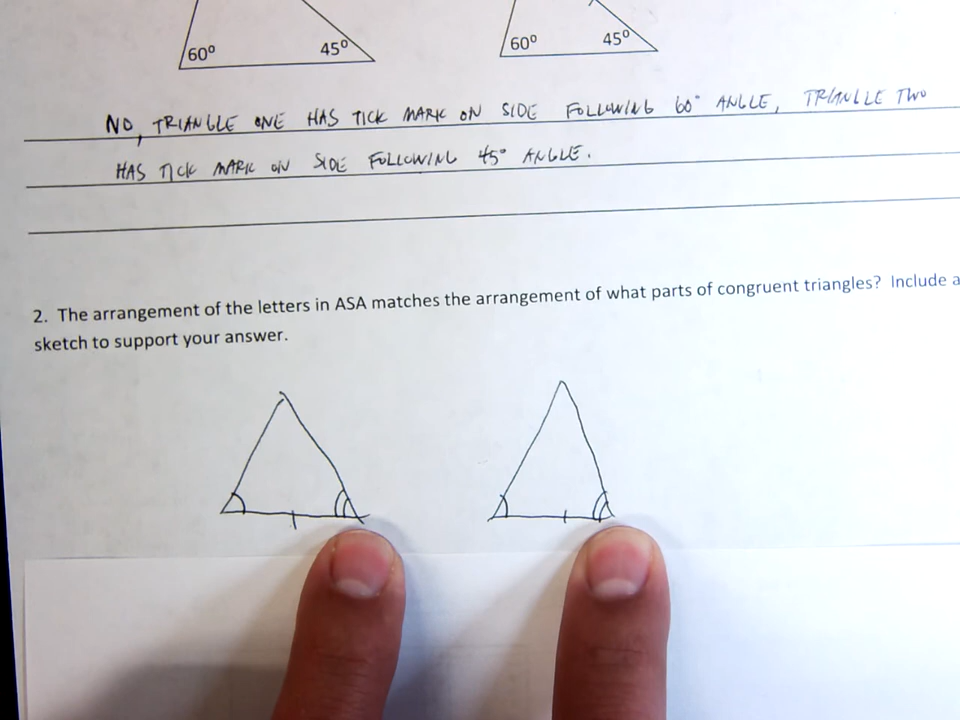 60° 45° 60° 45°
NO, TRIANGLE ONE HAS TICK MARK ON SIDE FOLLOWING 60° ANGLE, TRIANGLE TWO
HAS TICK MARK ON SIDE FOLLOWING 45° ANGLE.
2. The arrangement of the letters in ASA matches the arrangement of what parts of congruent triangles? Include a
sketch to support your answer.